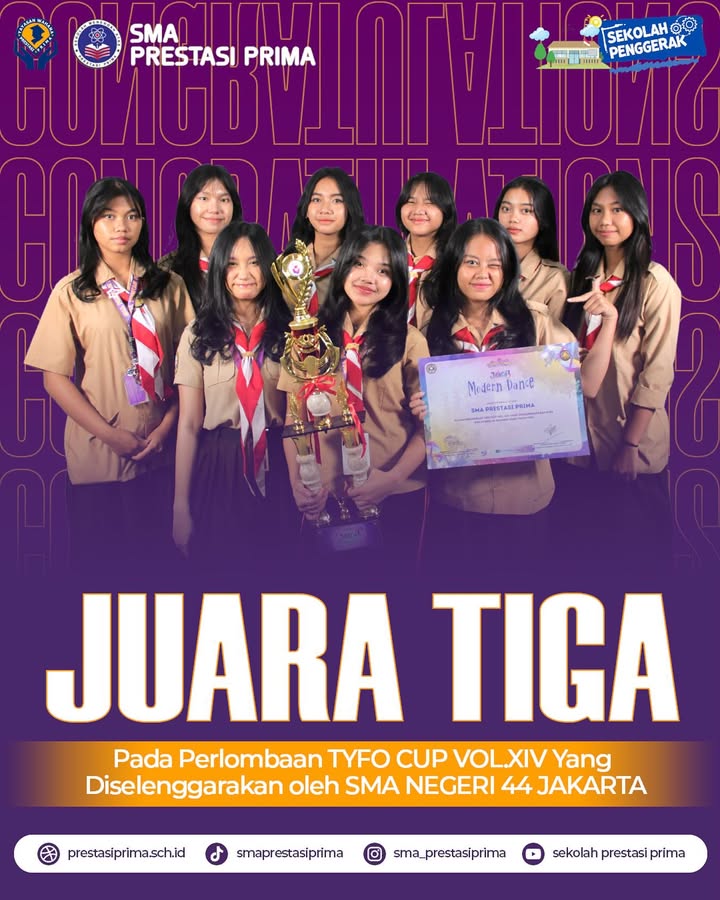 SMA
PRESTASI PRIMA
SEKOLAH
PENGGERAK
CONGRATULATIONS
CONGRATULATIONS
Modern Dance
SMA PRESTASI PRIMA
JUARA TIGA
Pada Perlombaan TYFO CUP VOL.XIV Yang
Diselenggarakan oleh SMA NEGERI 44 JAKARTA
prestasiprima.sch.id
smaprestasiprima
sma_prestasiprima
sekolah prestasi prima